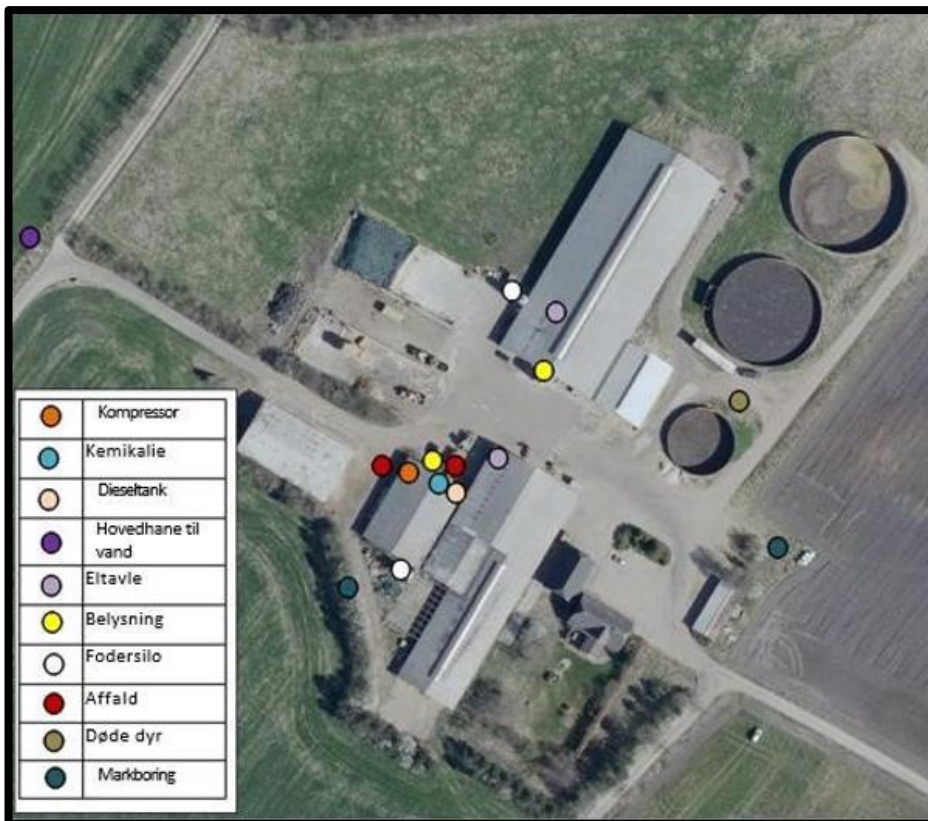 Kompressor
Kemikalie
Dieseltank
Hovedhane til
vand
Eltavle
Belysning
Fodersilo
Affald
Døde dyr
Markboring